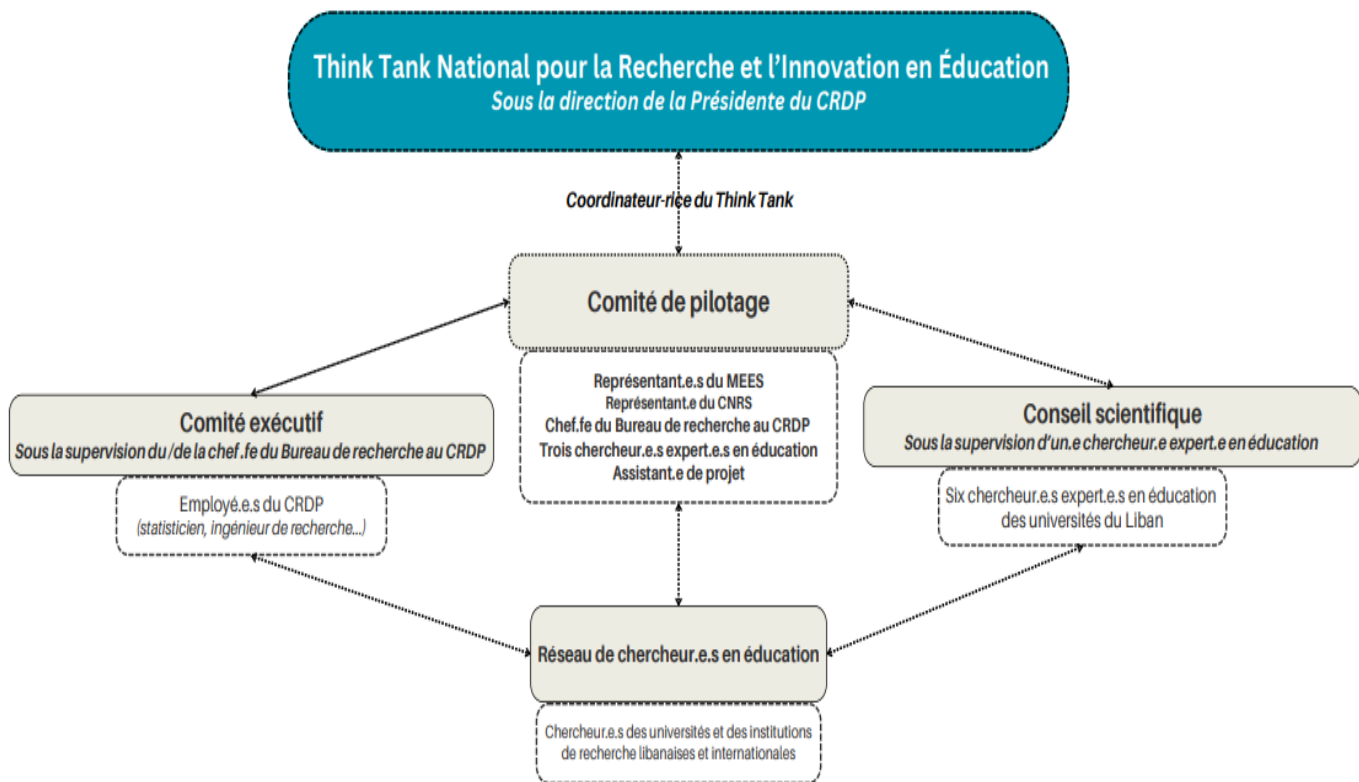 Think Tank National pour la Recherche et l'Innovation en Éducation
Sous la direction de la Présidente du CRDP
Coordinateur·rice du Think Tank
Comité de pilotage
Représentant.e.s du MEES
Représentant.e du CNRS
Chef.fe du Bureau de recherche au CRDP
Trois chercheur.e.s expert.e.s en éducation
Assistant.e de projet
Comité exécutif
Sous la supervision du /de la chef .fe du Bureau de recherche au CRDP
Employé.e.s du CRDP
(statisticien, ingénieur de recherche...)
Conseil scientifique
Sous la supervision d'un.e chercheur.e expert.e en éducation
Six chercheur.e.s expert.e.s en éducation
des universités du Liban
Réseau de chercheur.e.s en éducation
Chercheur.e.s des universités et des institutions
de recherche libanaises et internationales